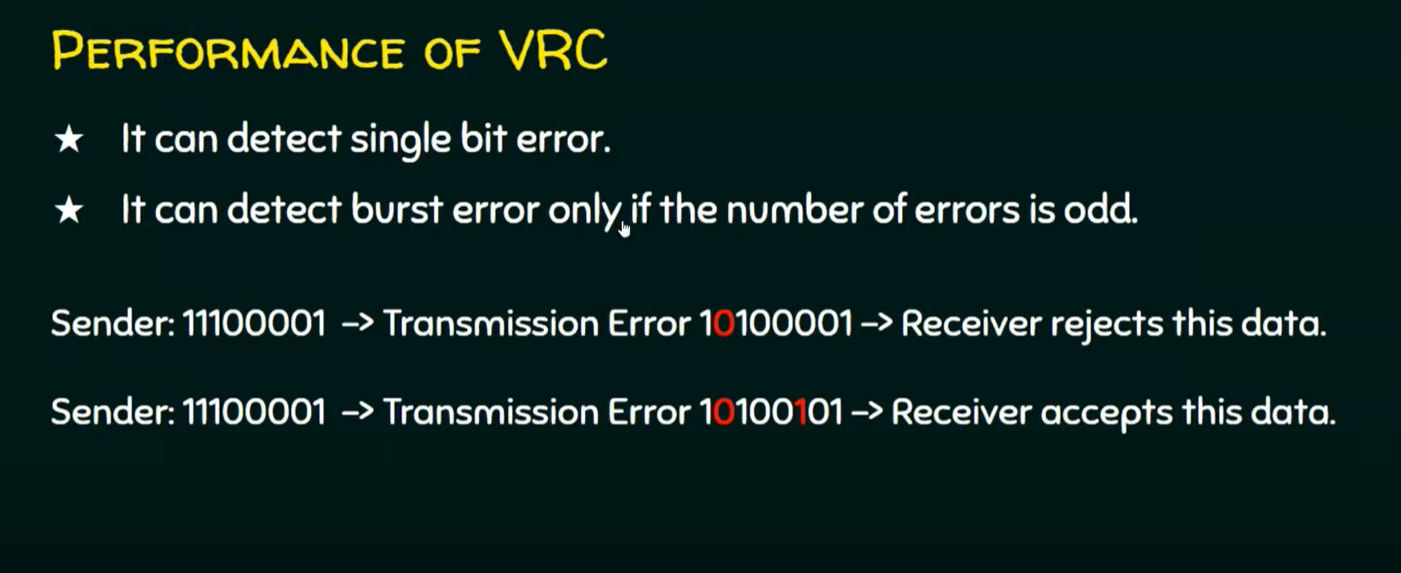 PERFORMANCE OF VRC
★ It can detect single bit error.
★ It can detect burst error only if the number of errors is odd.
Sender: 11100001 -> Transmission Error 10100001 -> Receiver rejects this data.
Sender: 11100001 -> Transmission Error 10100101 -> Receiver accepts this data.